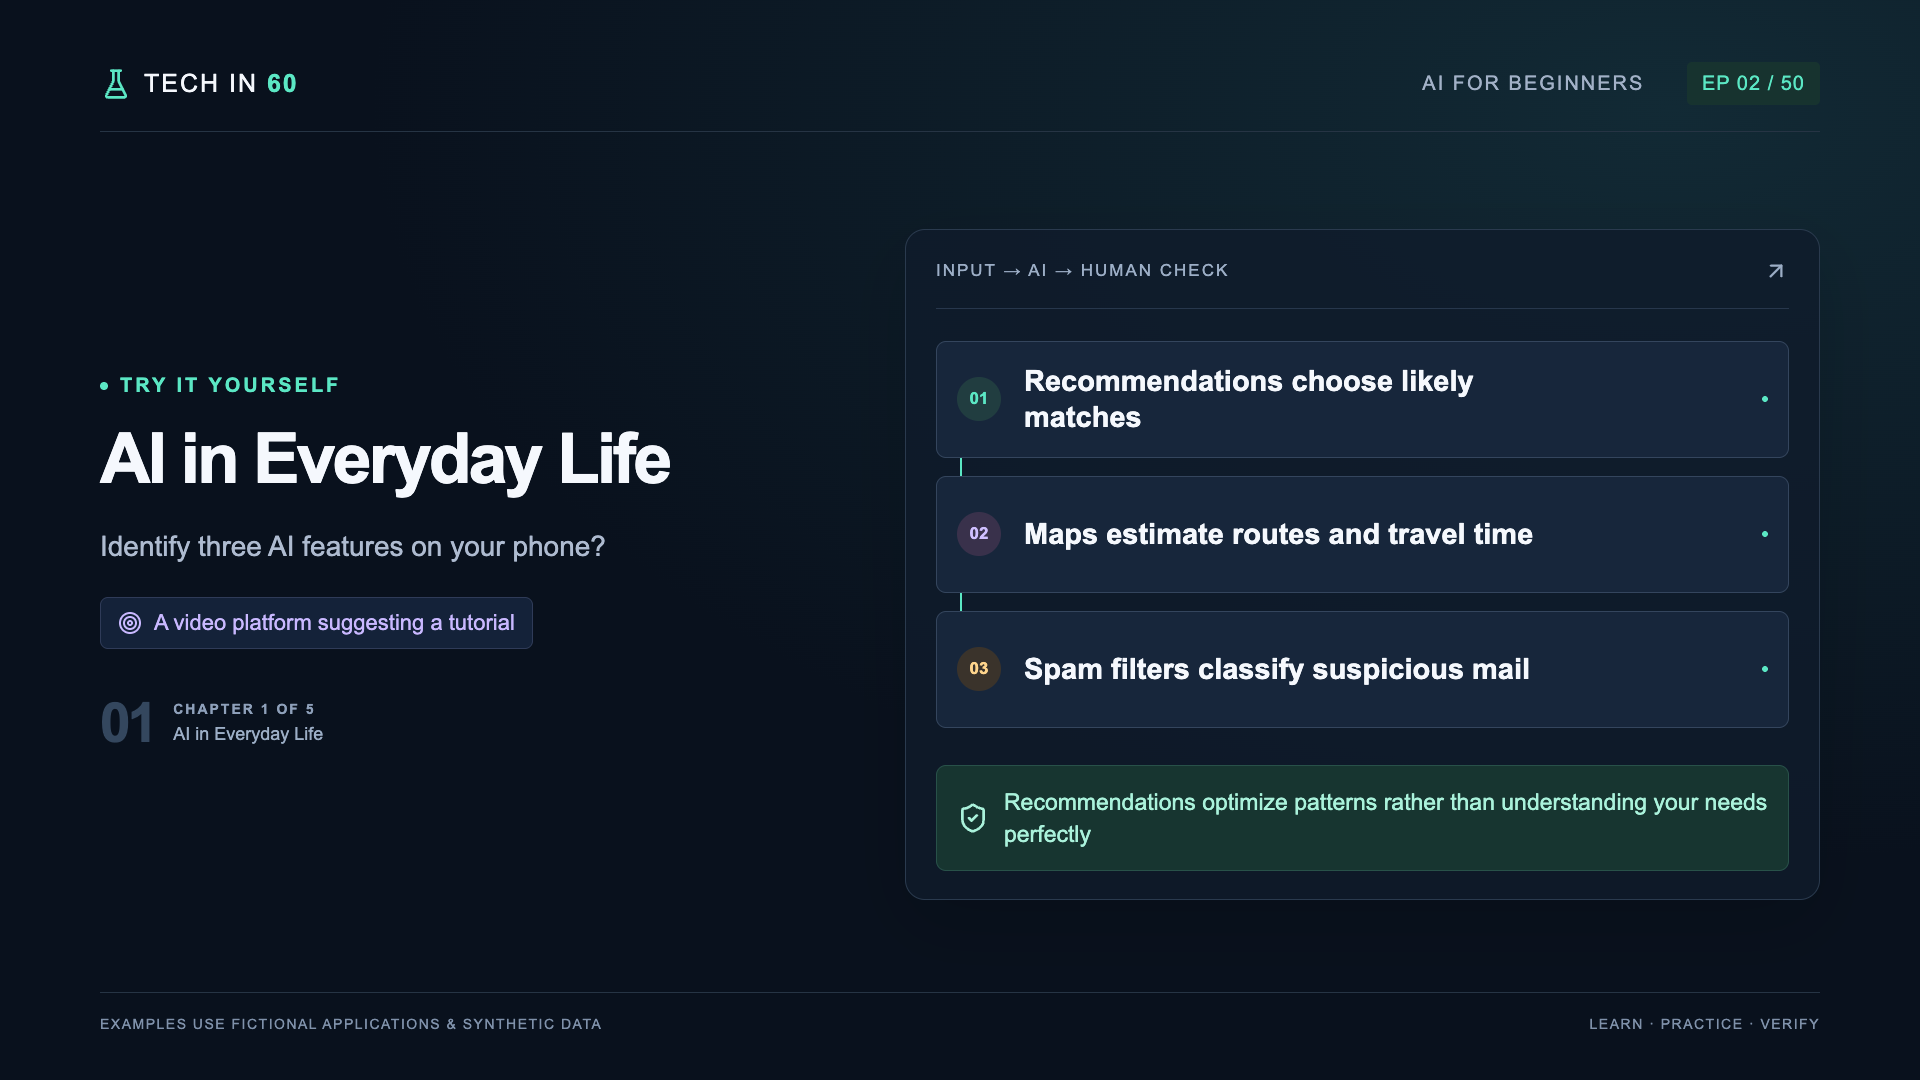 TECH IN 60
AI FOR BEGINNERS
EP 02 / 50
TRY IT YOURSELF
AI in Everyday Life
Identify three AI features on your phone?
A video platform suggesting a tutorial
01
CHAPTER 1 OF 5
AI in Everyday Life
INPUT → AI → HUMAN CHECK
01
Recommendations choose likely
matches
02
Maps estimate routes and travel time
03
Spam filters classify suspicious mail
Recommendations optimize patterns rather than understanding your needs
perfectly
EXAMPLES USE FICTIONAL APPLICATIONS & SYNTHETIC DATA
LEARN · PRACTICE · VERIFY